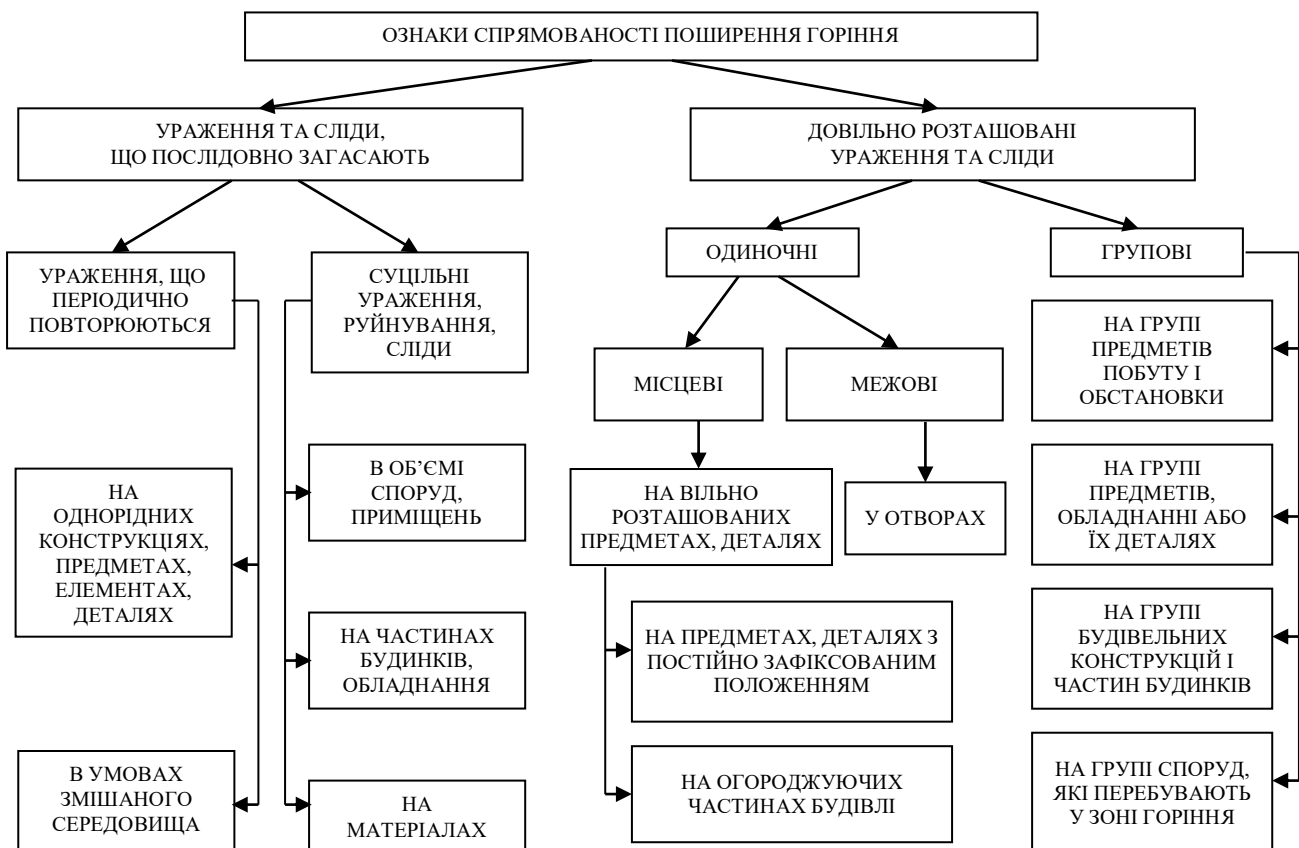 ОЗНАКИ СПРЯМОВАНОСТІ ПОШИРЕННЯ ГОРІННЯ
УРАЖЕННЯ ТА СЛІДИ,
ЩО ПОСЛІДОВНО ЗАГАСАЮТЬ
ДОВІЛЬНО РОЗТАШОВАНІ
УРАЖЕННЯ ТА СЛІДИ
УРАЖЕННЯ, ЩО
ПЕРІОДИЧНО
ПОВТОРЮЮТЬСЯ
СУЦІЛЬНІ
УРАЖЕННЯ,
РУЙНУВАННЯ,
СЛІДИ
ОДИНОЧНІ
ГРУПОВІ
МІСЦЕВІ
МЕЖОВІ
НА ГРУПІ
ПРЕДМЕТІВ
ПОБУТУ І
ОБСТАНОВКИ
НА
ОДНОРІДНИХ
КОНСТРУКЦІЯХ,
ПРЕДМЕТАХ,
ЕЛЕМЕНТАХ,
ДЕТАЛЯХ
В ОБ’ЄМІ
СПОРУД,
ПРИМІЩЕНЬ
НА ВІЛЬНО
РОЗТАШОВАНИХ
ПРЕДМЕТАХ, ДЕТАЛЯХ
У ОТВОРАХ
НА ГРУПІ
ПРЕДМЕТІВ,
ОБЛАДНАННІ АБО
ЇХ ДЕТАЛЯХ
НА ЧАСТИНАХ
БУДИНКІВ,
ОБЛАДНАННЯ
НА ПРЕДМЕТАХ, ДЕТАЛЯХ З
ПОСТІЙНО ЗАФІКСОВАНИМ
ПОЛОЖЕННЯМ
НА ГРУПІ
БУДІВЕЛЬНИХ
КОНСТРУКЦІЙ І
ЧАСТИН БУДИНКІВ
В УМОВАХ
ЗМІШАНОГО
СЕРЕДОВИЩА
НА
МАТЕРІАЛАХ
НА ОГОРОДЖУЮЧИХ
ЧАСТИНАХ БУДІВЛІ
НА ГРУПІ СПОРУД,
ЯКІ ПЕРЕБУВАЮТЬ
У ЗОНІ ГОРІННЯ